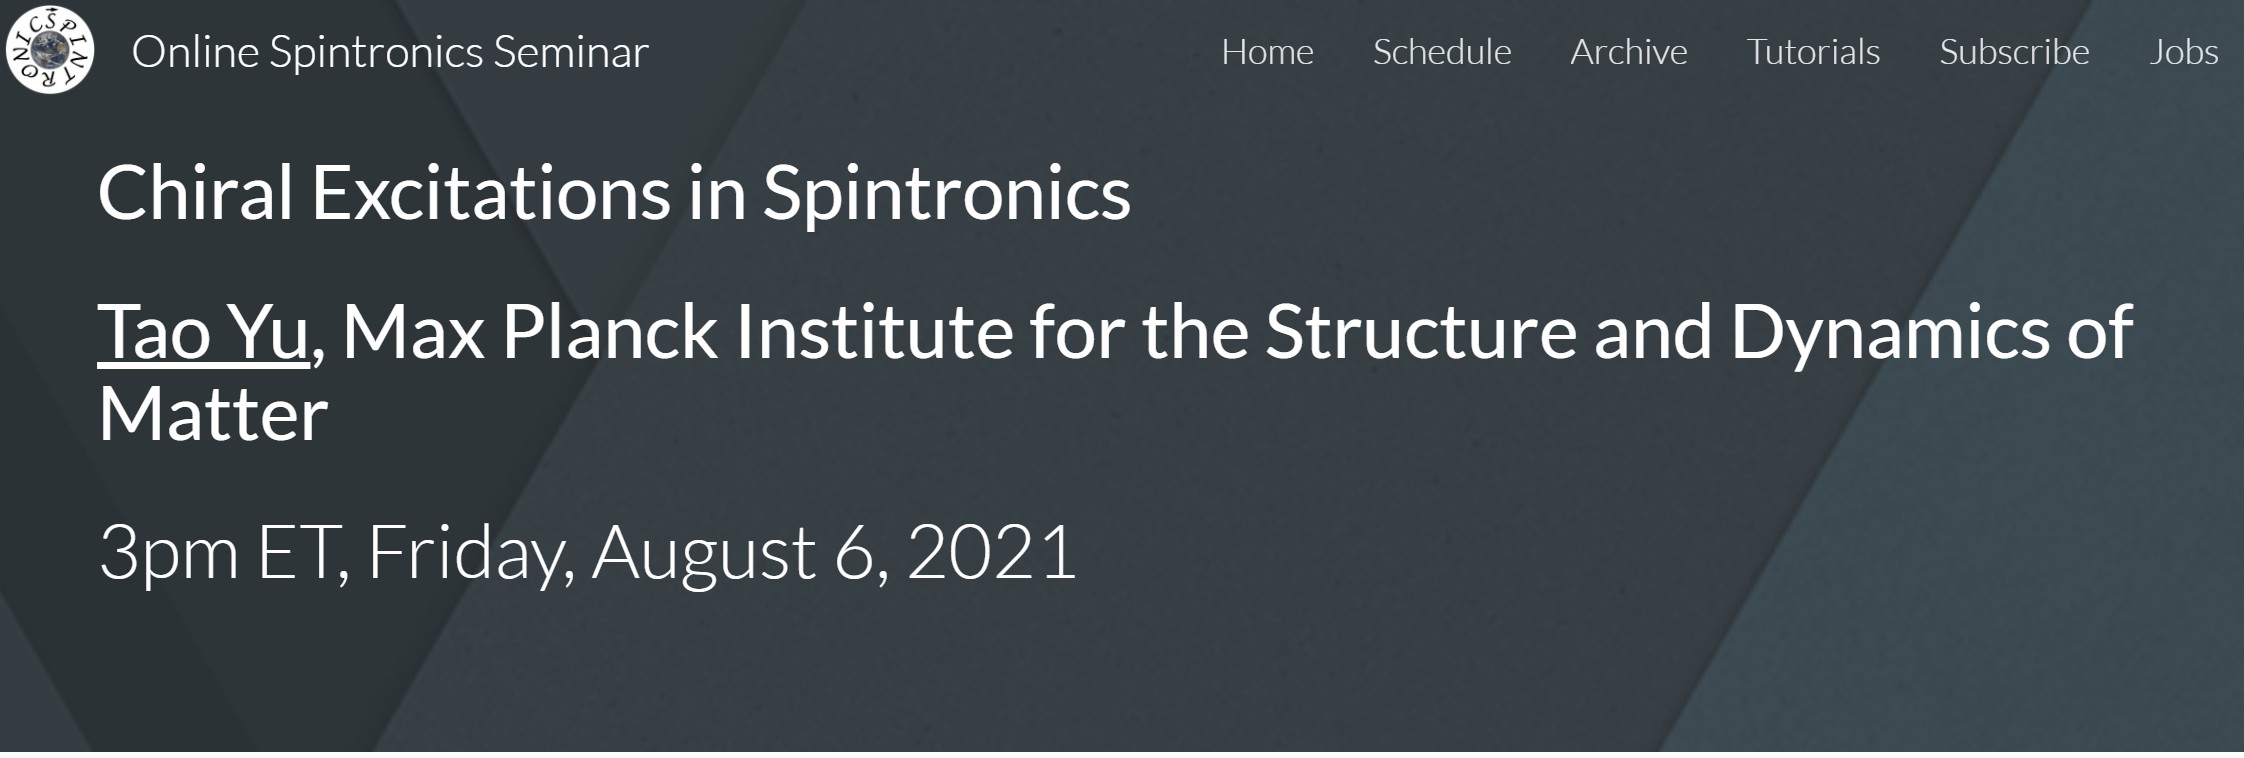 SPINTRONICS
Online Spintronics Seminar
Home Schedule Archive Tutorials Subscribe Jobs
Chiral Excitations in Spintronics
Tao Yu, Max Planck Institute for the Structure and Dynamics of
Matter
3pm ET, Friday, August 6, 2021